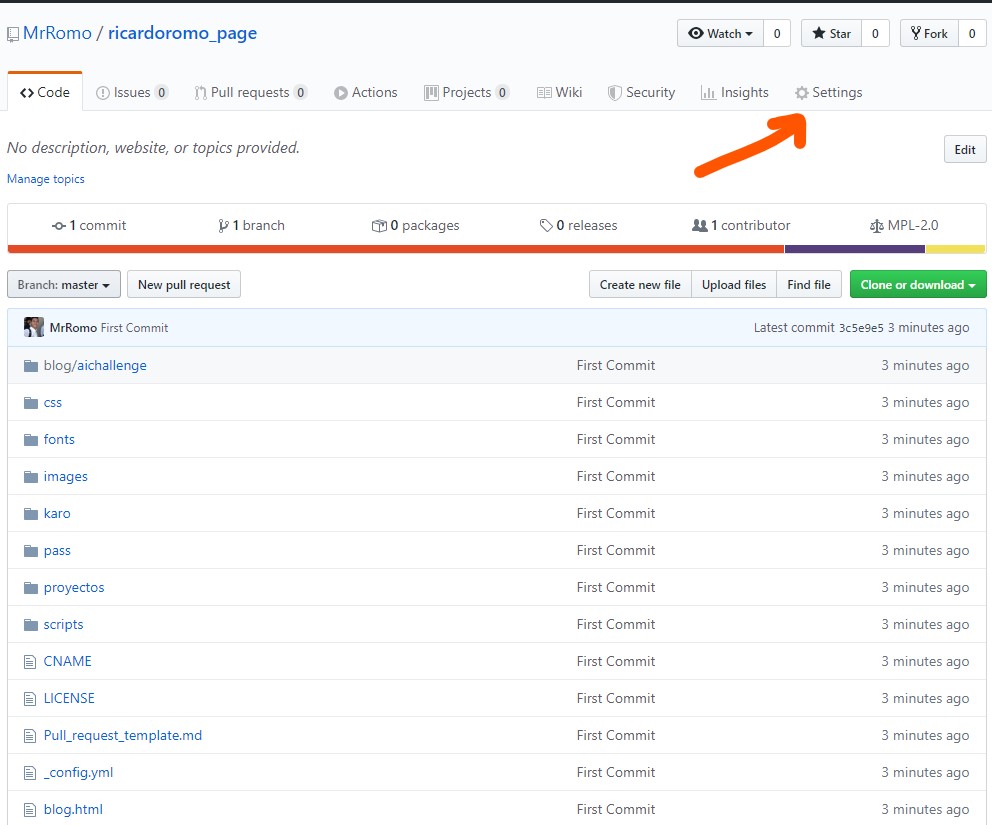 MrRomo / ricardoromo_page Watch 0 Star 0 Fork 0
Code Issues 0 Pull requests 0 Actions Projects 0 Wiki Security Insights Settings
No description, website, or topics provided. Edit
Manage topics
1 commit 1 branch 0 packages 0 releases 1 contributor MPL-2.0
Branch: master New pull request Create new file Upload files Find file Clone or download
MrRomo First Commit Latest commit 3c5e9e5 3 minutes ago
blog/aichallenge First Commit 3 minutes ago
css First Commit 3 minutes ago
fonts First Commit 3 minutes ago
images First Commit 3 minutes ago
karo First Commit 3 minutes ago
pass First Commit 3 minutes ago
proyectos First Commit 3 minutes ago
scripts First Commit 3 minutes ago
CNAME First Commit 3 minutes ago
LICENSE First Commit 3 minutes ago
Pull_request_template.md First Commit 3 minutes ago
_config.yml First Commit 3 minutes ago
blog.html First Commit 3 minutes ago